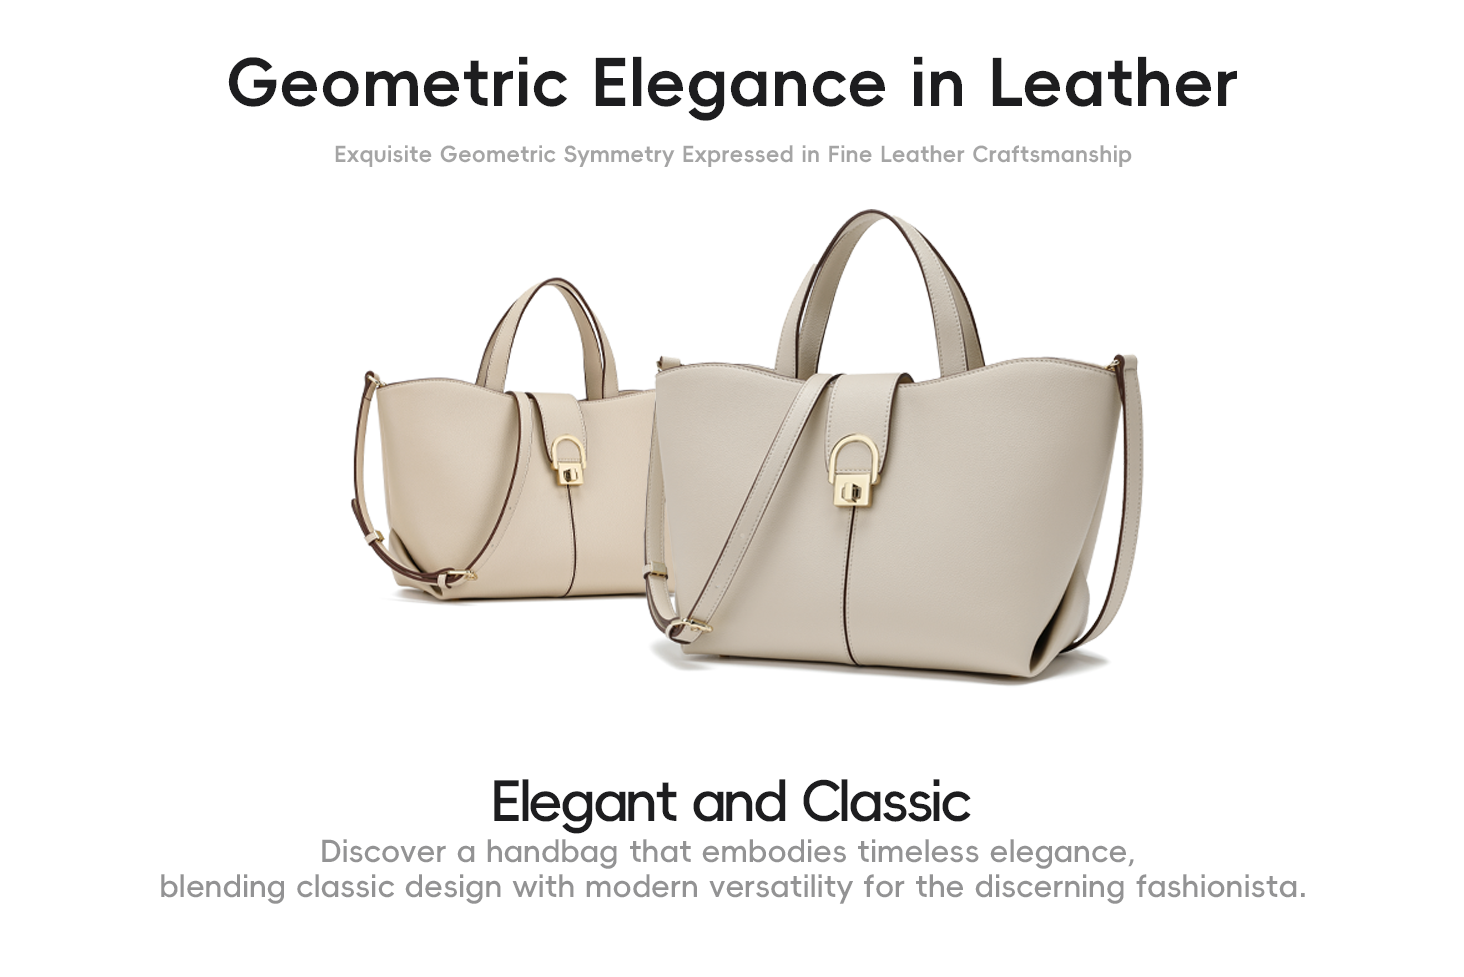 Geometric Elegance in Leather
Exquisite Geometric Symmetry Expressed in Fine Leather Craftsmanship
Elegant and Classic
Discover a handbag that embodies timeless elegance,
blending classic design with modern versatility for the discerning fashionista.